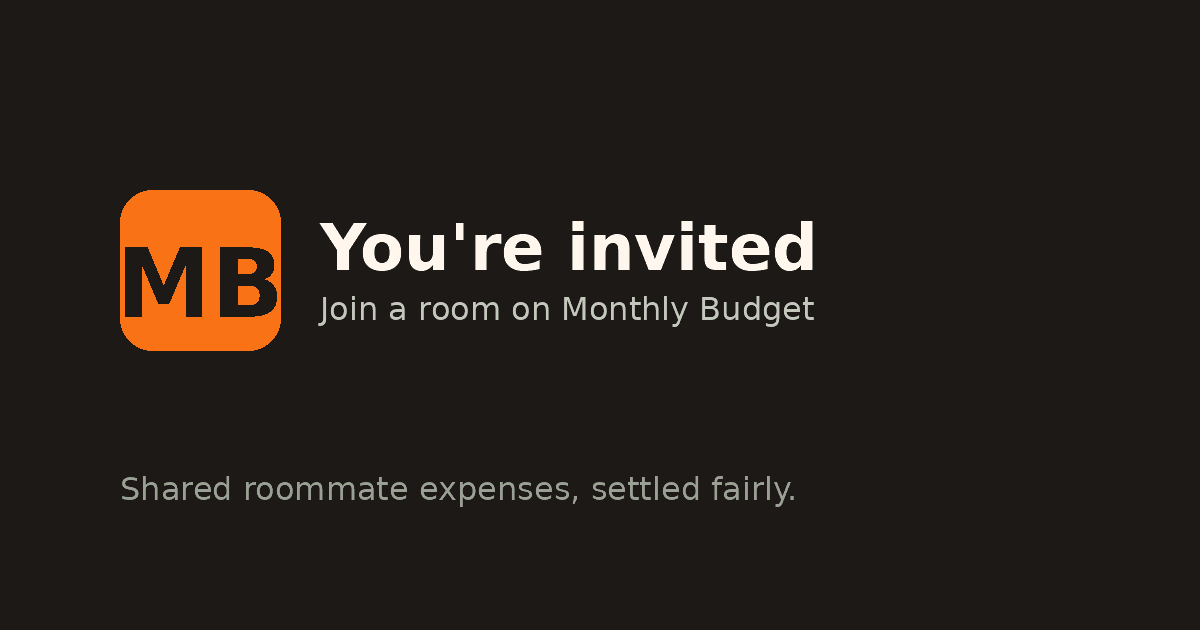 MB
You're invited
Join a room on Monthly Budget
Shared roommate expenses, settled fairly.